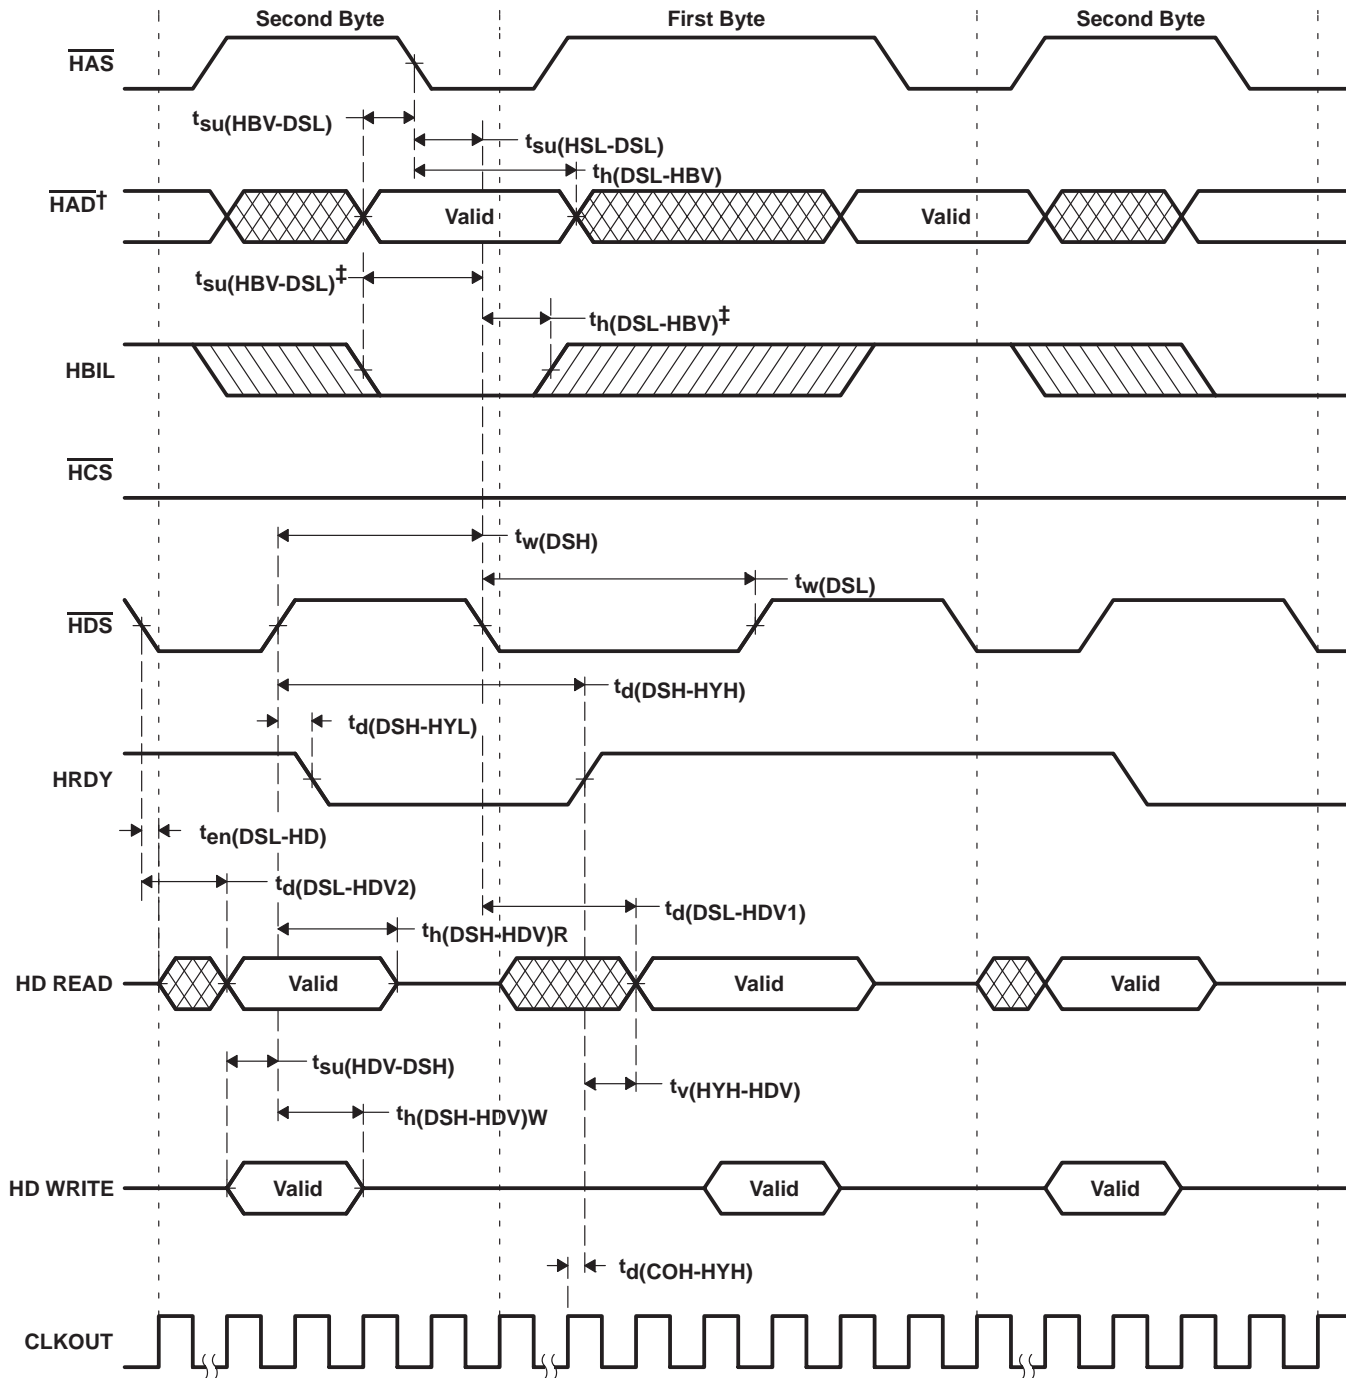 Second Byte First Byte Second Byte
HAS
tsu(HBV-DSL)
tsu(HSL-DSL)
th(DSL-HBV)
HAD† Valid Valid
tsu(HBV-DSL)‡
th(DSL-HBV)‡
HBIL
HCS
tw(DSH)
tw(DSL)
HDS
td(DSH-HYH)
td(DSH-HYL)
HRDY
ten(DSL-HD)
td(DSL-HDV2)
td(DSL-HDV1)
th(DSH-HDV)R
HD READ Valid Valid Valid
tsu(HDV-DSH)
tv(HYH-HDV)
th(DSH-HDV)W
HD WRITE Valid Valid Valid
td(COH-HYH)
CLKOUT